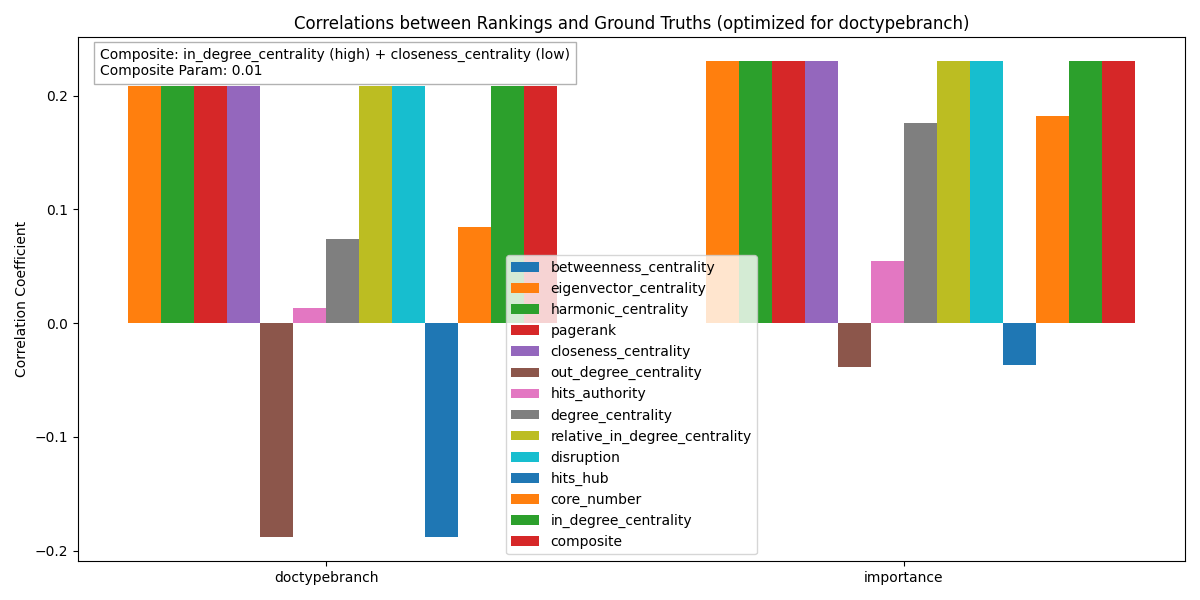 Correlations between Rankings and Ground Truths (optimized for doctypebranch)
Composite: in_degree_centrality (high) + closeness_centrality (low)
Composite Param: 0.01
Correlation Coefficient
0.2
0.1
0.0
−0.1
−0.2
betweenness_centrality
eigenvector_centrality
harmonic_centrality
pagerank
closeness_centrality
out_degree_centrality
hits_authority
degree_centrality
relative_in_degree_centrality
disruption
hits_hub
core_number
in_degree_centrality
composite
doctypebranch
importance